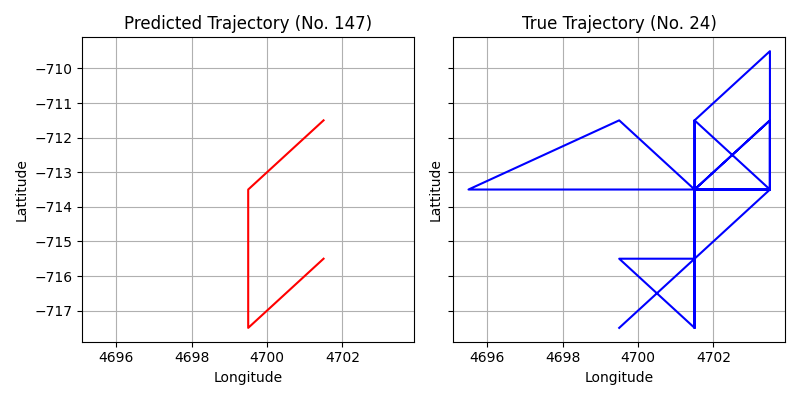 Predicted Trajectory (No. 147)
True Trajectory (No. 24)
−710
−711
−712
−713
−714
−715
−716
−717
Lattitude
Lattitude
4696 4698 4700 4702
4696 4698 4700 4702
Longitude
Longitude